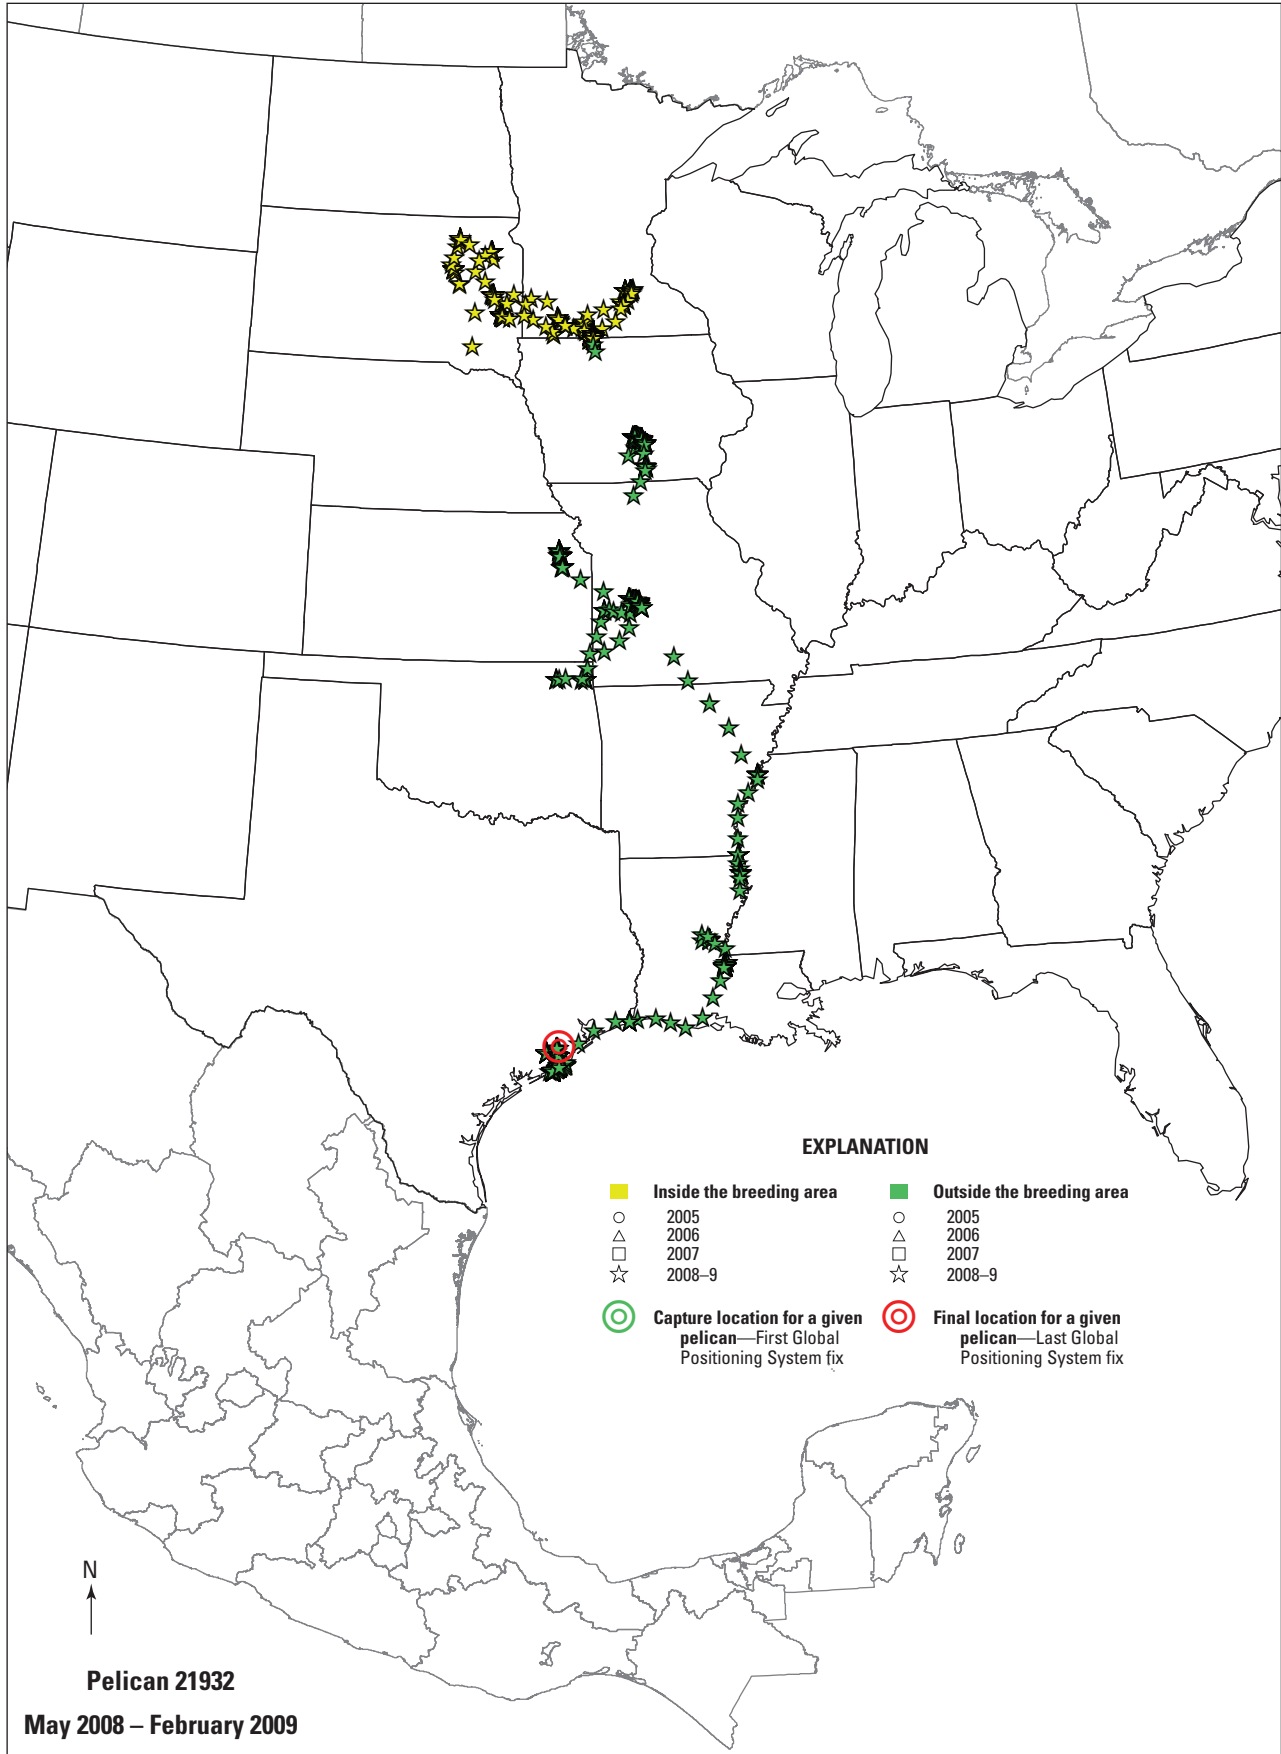 EXPLANATION
Inside the breeding area
2005
2006
2007
2008–9
Capture location for a given
pelican—First Global
Positioning System fix
Outside the breeding area
2005
2006
2007
2008–9
Final location for a given
pelican—Last Global
Positioning System fix
N
Pelican 21932
May 2008 – February 2009